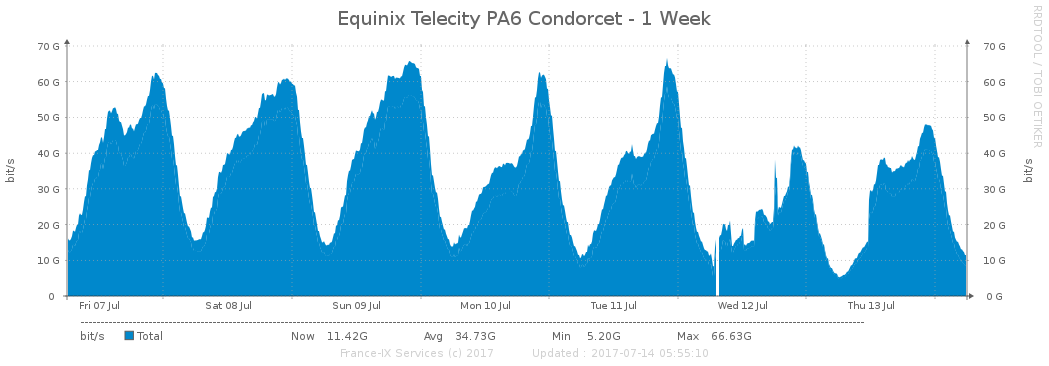 Equinix Telecity PA6 Condorcet - 1 Week
RRDTOOL / TOBI OETIKER
70 G 70 G
60 G 60 G
50 G 50 G
40 G 40 G
30 G 30 G
20 G 20 G
10 G 10 G
0 0 G
bit/s
bit/s
Fri 07 Jul Sat 08 Jul Sun 09 Jul Mon 10 Jul Tue 11 Jul Wed 12 Jul Thu 13 Jul
bit/s Total Now 11.42G Avg 34.73G Min 5.20G Max 66.63G
France-IX Services (c) 2017 Updated : 2017-07-14 05:55:10